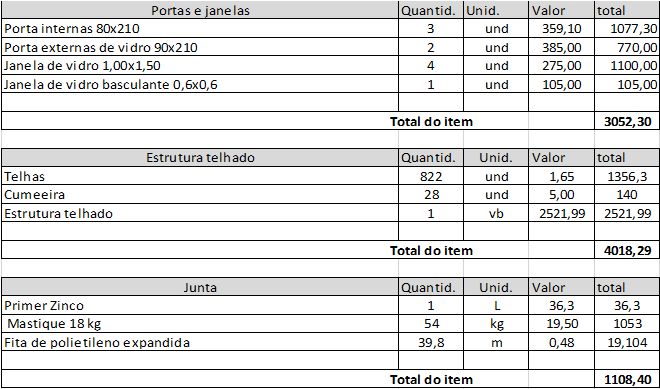 Portas e janelas Quantid. Unid. Valor total
Porta internas 80x210 3 und 359,10 1077,30
Porta externas de vidro 90x210 2 und 385,00 770,00
Janela de vidro 1,00x1,50 4 und 275,00 1100,00
Janela de vidro basculante 0,6x0,6 1 und 105,00 105,00
Total do item 3052,30
Estrutura telhado Quantid. Unid. Valor total
Telhas 822 und 1,65 1356,3
Cumeeira 28 und 5,00 140
Estrutura telhado 1 vb 2521,99 2521,99
Total do item 4018,29
Junta Quantid. Unid. Valor total
Primer Zinco 1 L 36,3 36,3
Mastique 18 kg 54 kg 19,50 1053
Fita de polietileno expandida 39,8 m 0,48 19,104
Total do item 1108,40